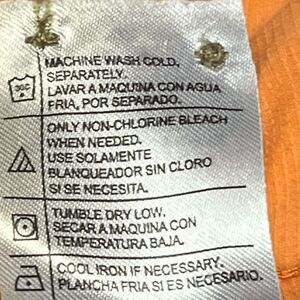 MACHINE WASH COLD,
SEPARATELY.
30C
LAVAR A MAQUINA CON AGUA
FRIA, POR SEPARADO.
ONLY NON-CHLORINE BLEACH
WHEN NEEDED.
USE SOLAMENTE
BLANQUEADOR SIN CLORO
SI SE NECESITA.
TUMBLE DRY LOW.
SECAR A MAQUINA CON
TEMPERATURA BAJA.
COOL IRON IF NECESSARY.
PLANCHA FRIA SI ES NECESARIO.